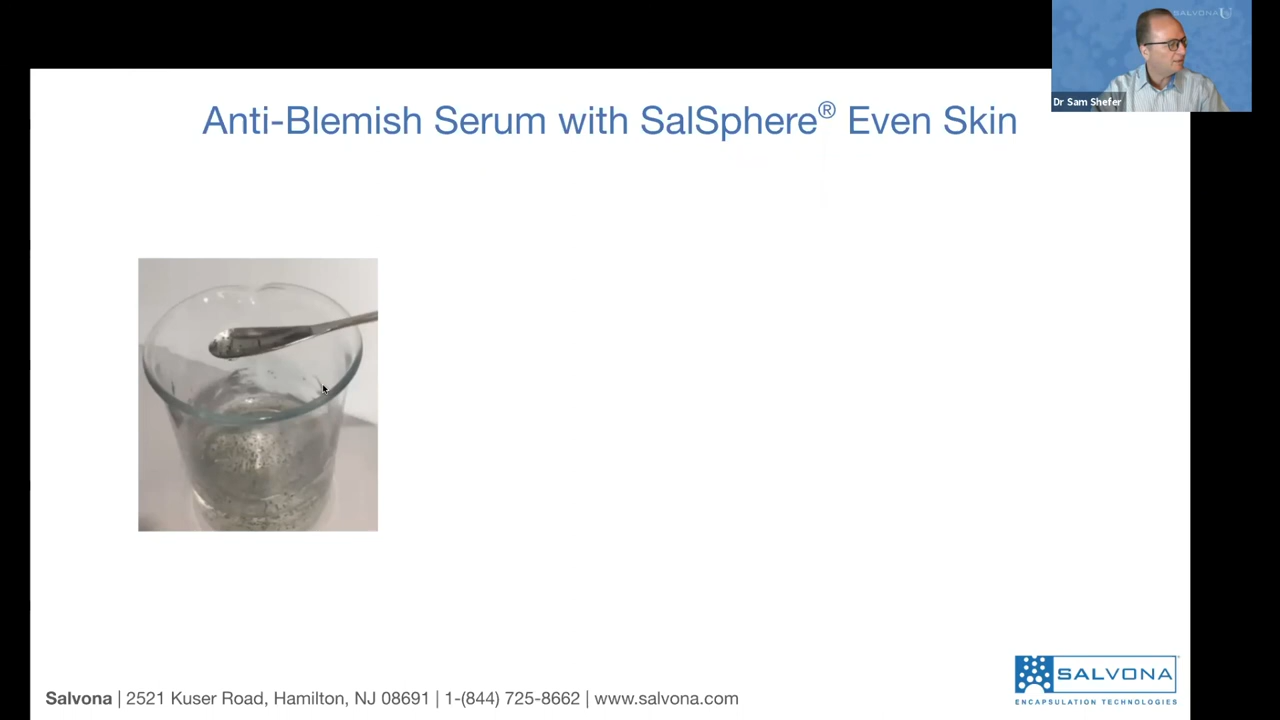 SALVONA U
Dr Sam Shefer
Anti-Blemish Serum with SalSphere® Even Skin
Salvona | 2521 Kuser Road, Hamilton, NJ 08691 | 1-(844) 725-8662 | www.salvona.com
SALVONA
ENCAPSULATION TECHNOLOGIES